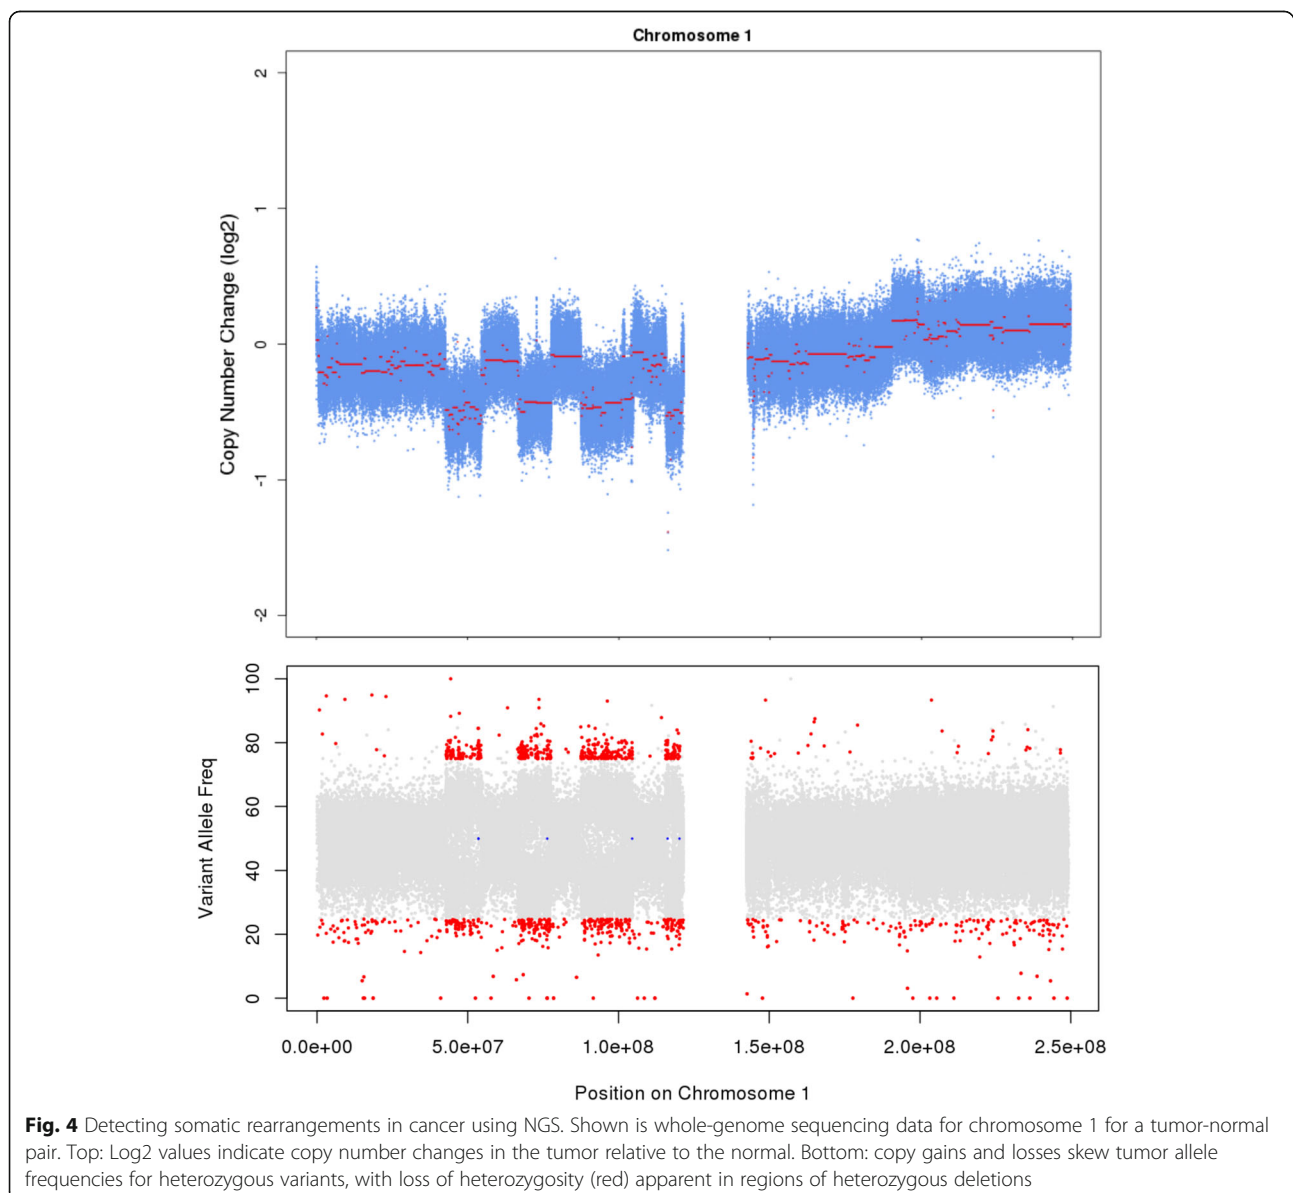 Chromosome 1
Copy Number Change (log2)
2
1
0
-1
-2
Variant Allele Freq
100
80
60
40
20
0
0.0e+00 5.0e+07 1.0e+08 1.5e+08 2.0e+08 2.5e+08
Position on Chromosome 1
Fig. 4 Detecting somatic rearrangements in cancer using NGS. Shown is whole-genome sequencing data for chromosome 1 for a tumor-normal
pair. Top: Log2 values indicate copy number changes in the tumor relative to the normal. Bottom: copy gains and losses skew tumor allele
frequencies for heterozygous variants, with loss of heterozygosity (red) apparent in regions of heterozygous deletions